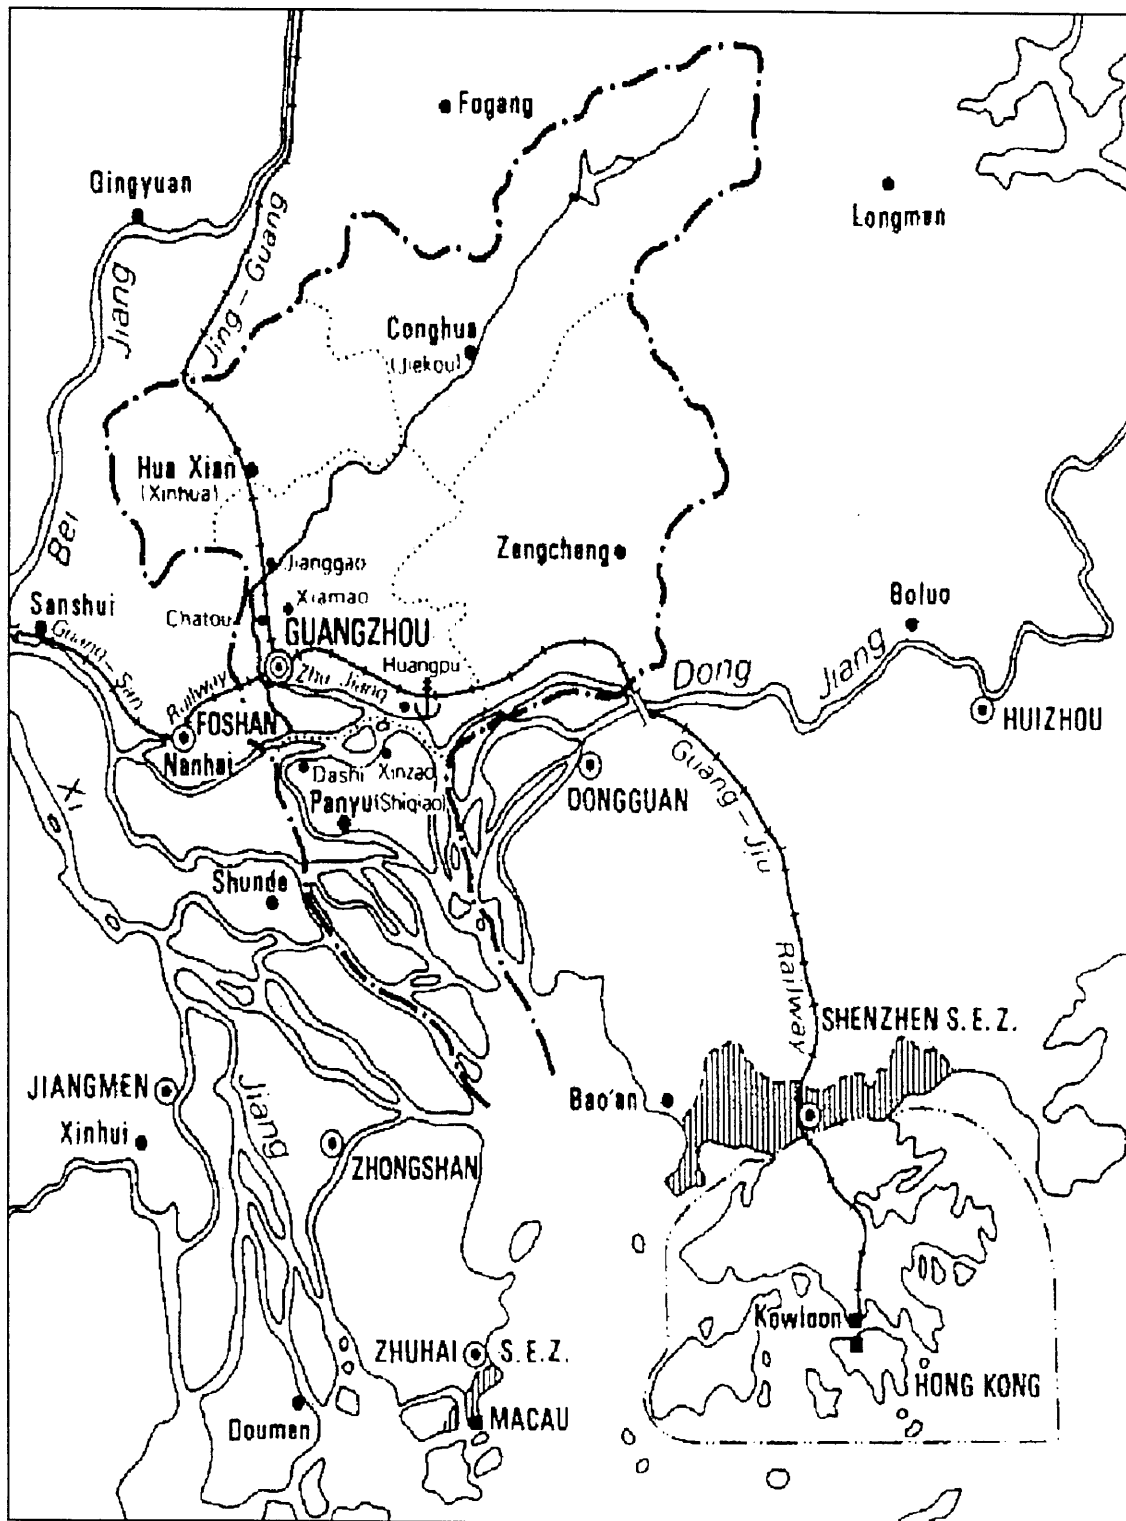 Fogang
Qingyuan
Longmen
Jing-Guang
Jiang
Conghua
(Jiekou)
Hua Xian
(Xinhua)
Bei
Zengcheng
Jianggao
Xiamao
Boluo
Sanshui
Chatou
GUANGZHOU
Guang-San
Railway
Zhu Jiang
Huangpu
Dong
Jiang
FOSHAN
Nanhai
HUIZHOU
Dashi
Xinzao
Guang-Jiu
Xi
Panyu (Shiqiao)
DONGGUAN
Shunde
Railway
SHENZHEN S.E.Z.
JIANGMEN
Jiang
Bao'an
Xinhui
ZHONGSHAN
Kowloon
ZHUHAI S.E.Z.
HONG KONG
Doumen
MACAU